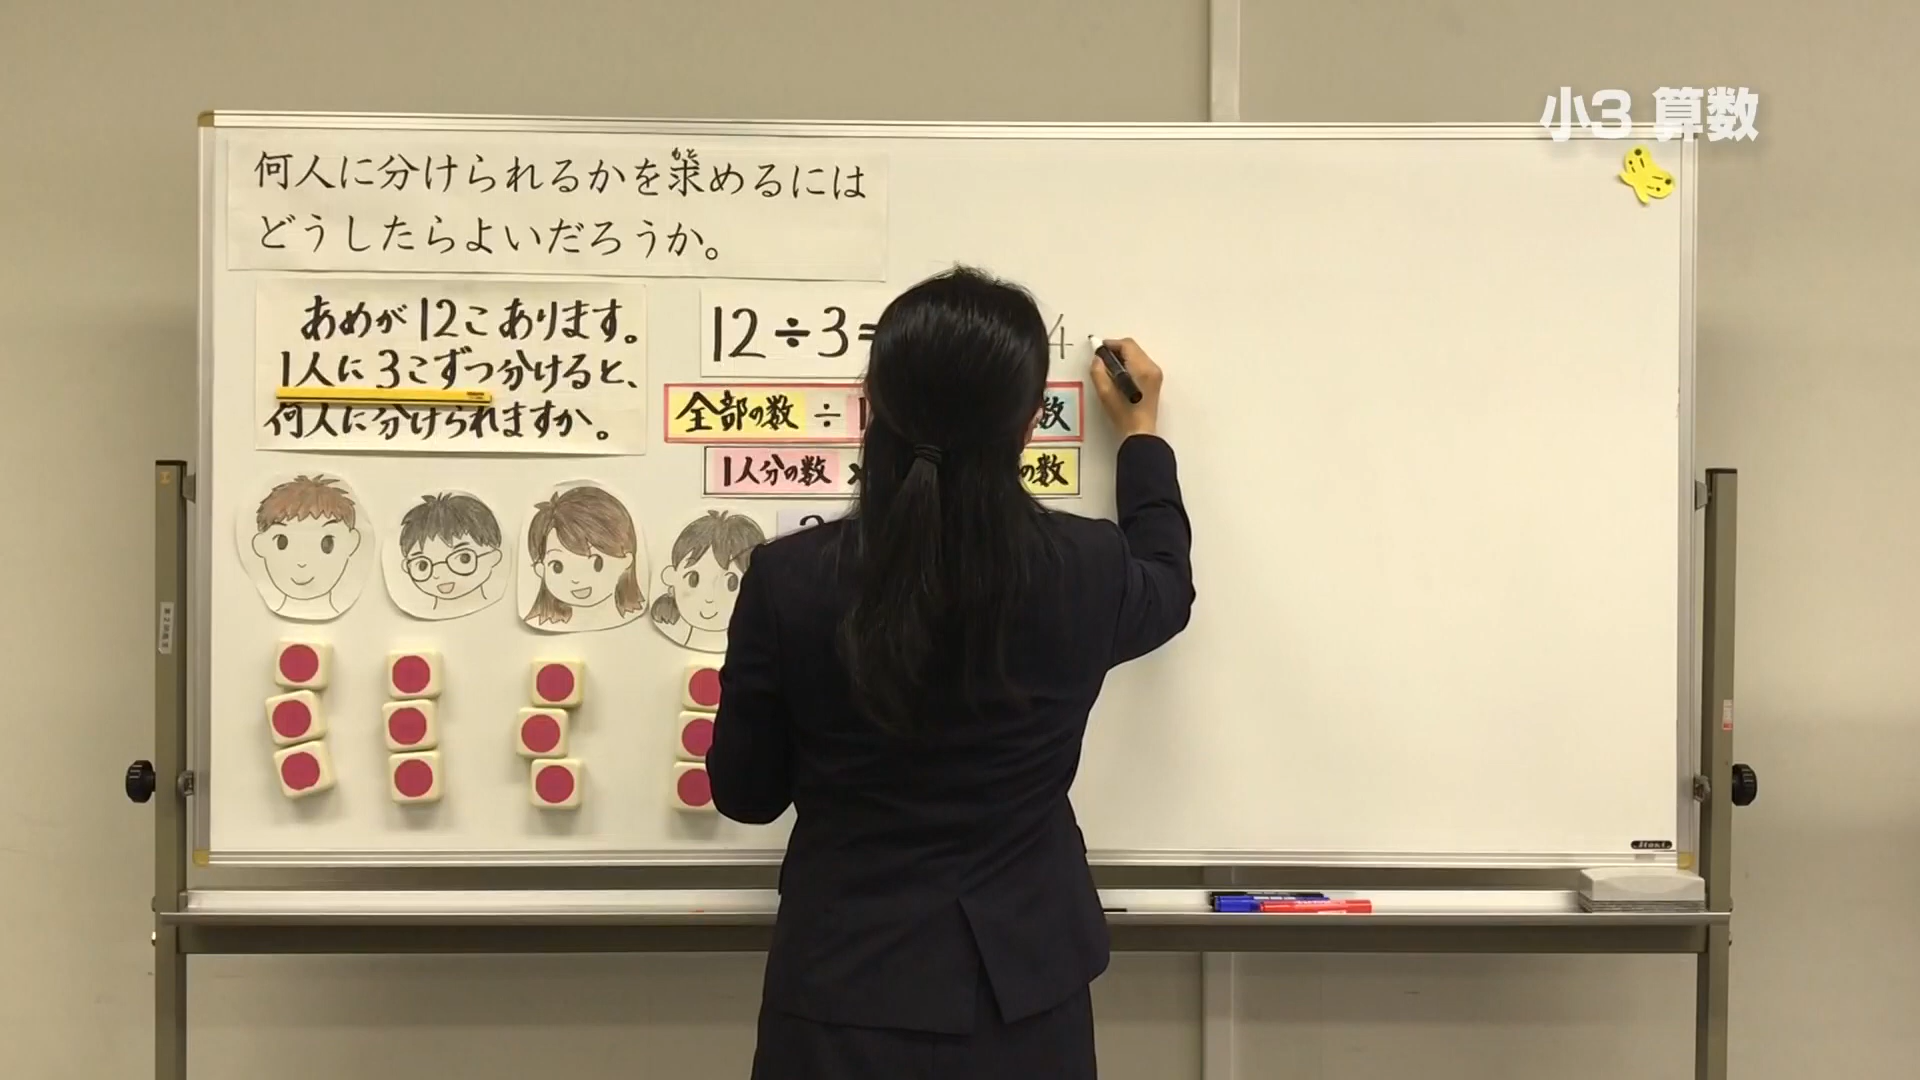 小3 算数
何人に分けられるかを求めるには
もと
どうしたらよいだろうか。
あめが12こあります。
1人に3こずつ分けると、
何人に分けられますか。
12÷3=
4
全部の数÷1
数
1人分の数×
の数